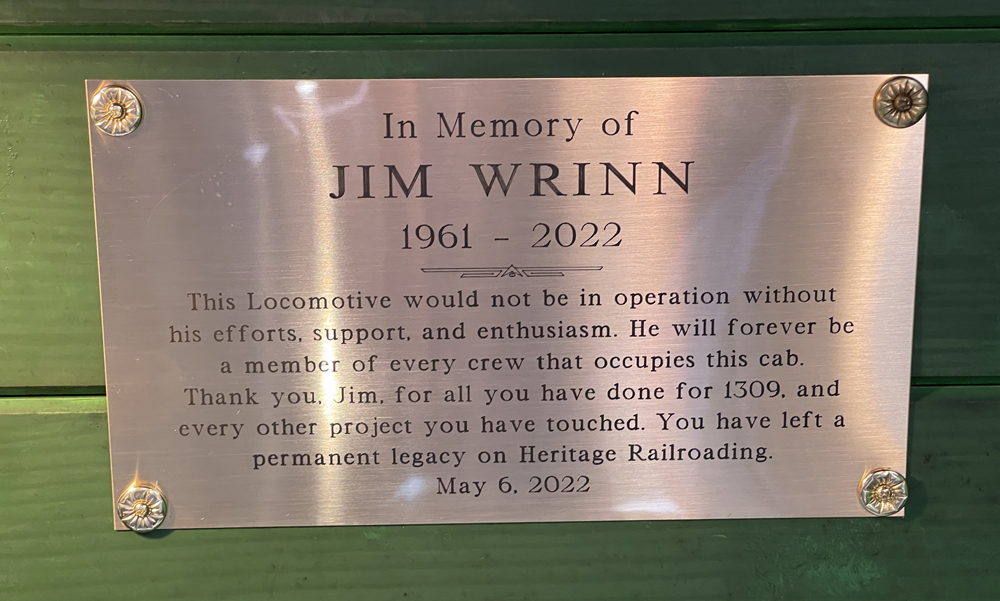 In Memory of
JIM WRINN
1961 - 2022
This Locomotive would not be in operation without
his efforts, support, and enthusiasm. He will forever be
a member of every crew that occupies this cab.
Thank you, Jim, for all you have done for 1309, and
every other project you have touched. You have left a
permanent legacy on Heritage Railroading.
May 6, 2022